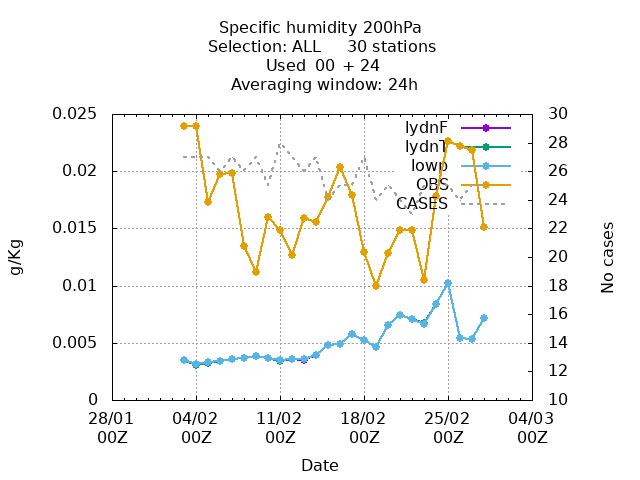 Specific humidity 200hPa
Selection: ALL     30 stations
Used  00 + 24
Averaging window: 24h
0.025
0.02
0.015
0.01
0.005
0
g/Kg
30
28
26
24
22
20
18
16
14
12
10
No cases
lydnF
lydnT
lowp
OBS
CASES
28/01 04/02 11/02 18/02 25/02 04/03
00Z 00Z 00Z 00Z 00Z 00Z
Date